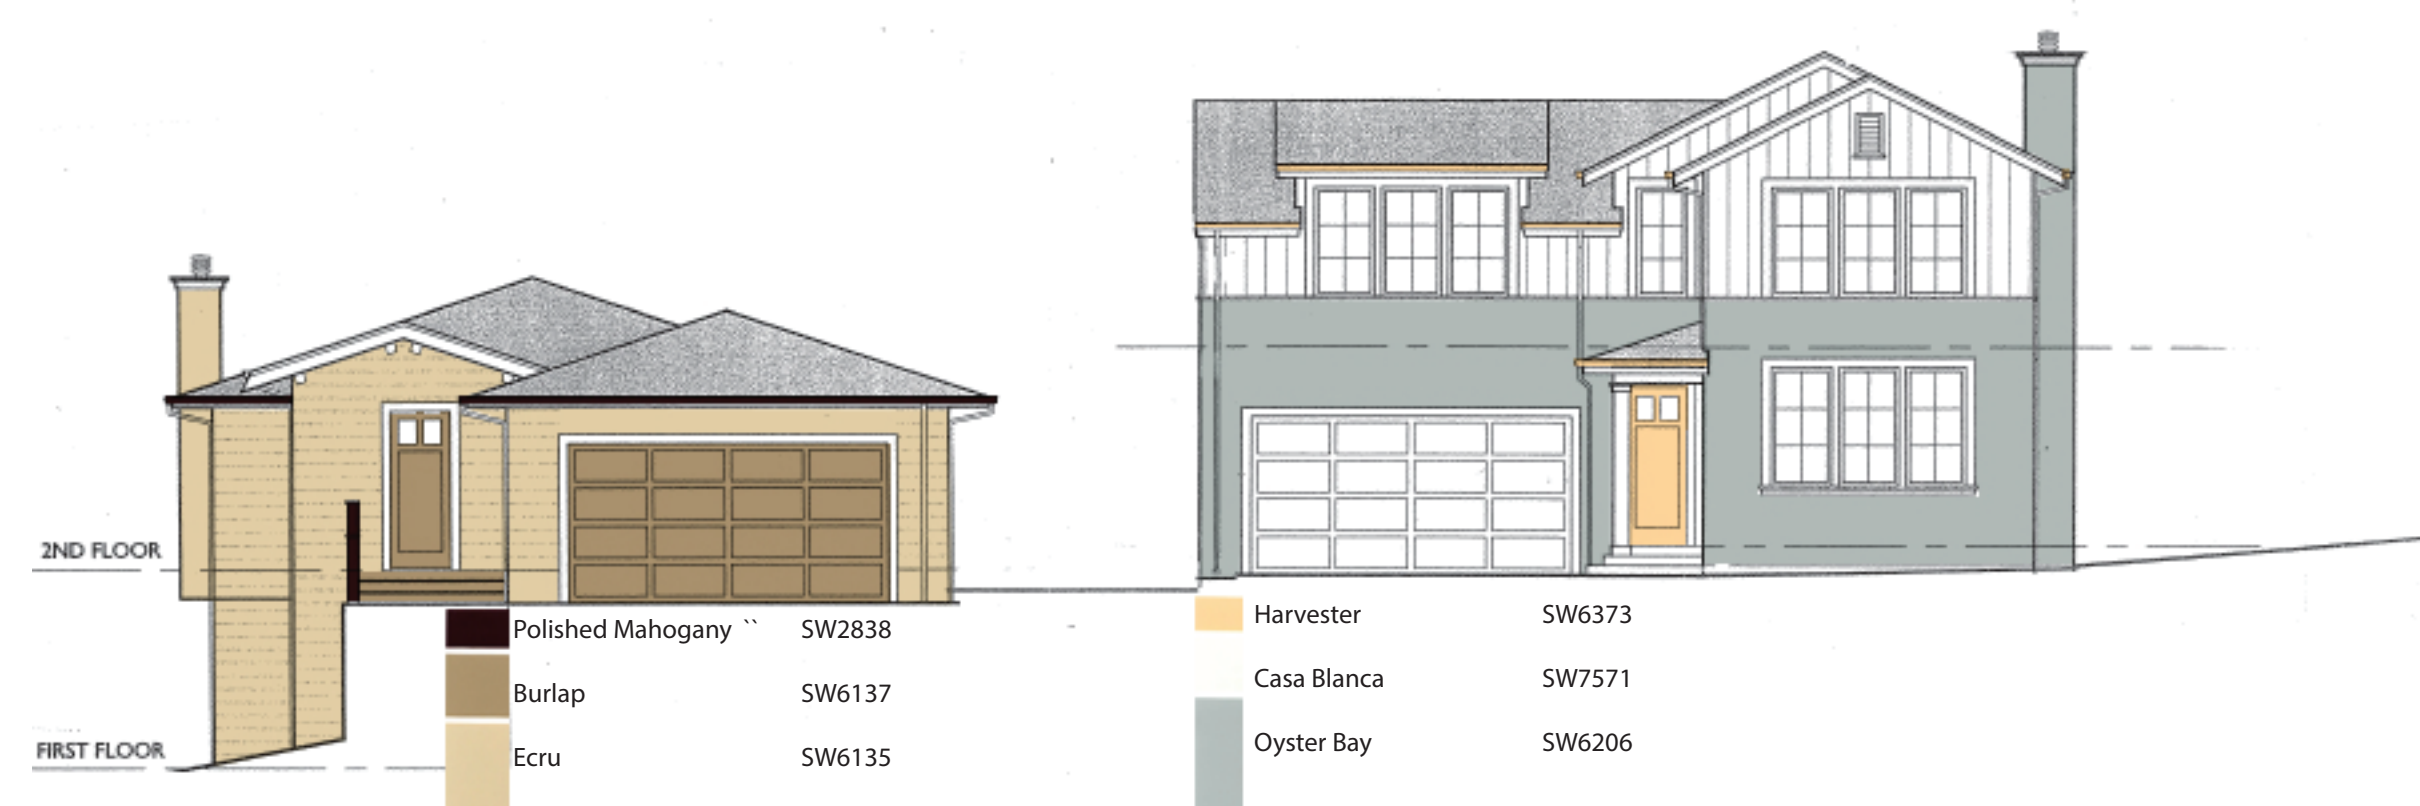 2ND FLOOR
FIRST FLOOR
Polished Mahogany `` SW2838
Burlap SW6137
Ecru SW6135
Harvester SW6373
Casa Blanca SW7571
Oyster Bay SW6206